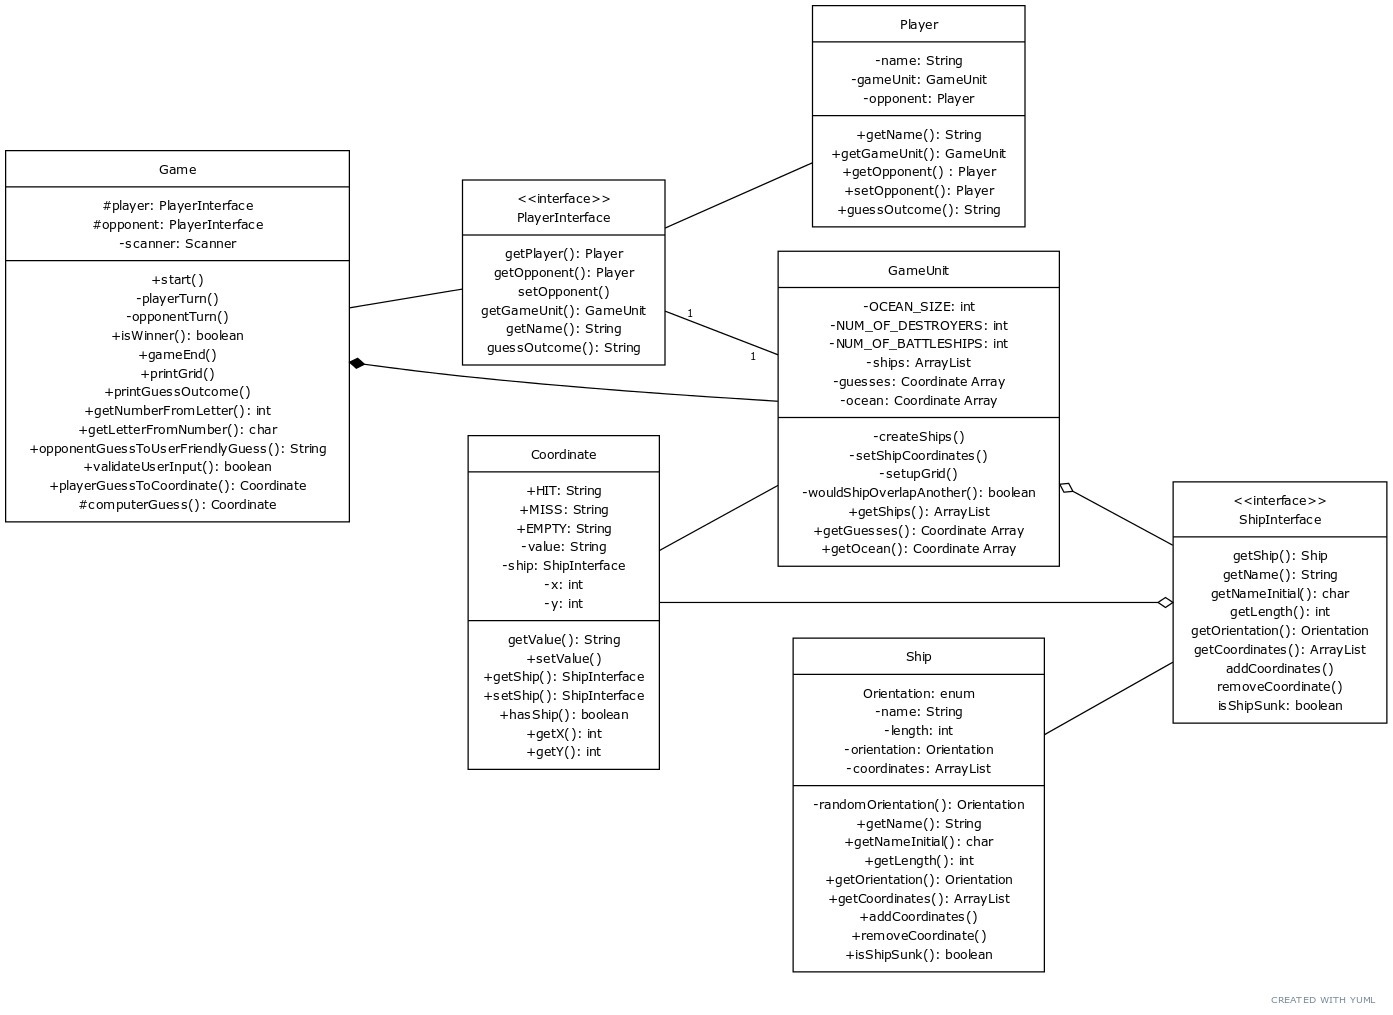 Player
-name: String
-gameUnit: GameUnit
-opponent: Player
+getName(): String
+getGameUnit(): GameUnit
+getOpponent() : Player
+setOpponent(): Player
+guessOutcome(): String
Game
#player: PlayerInterface
#opponent: PlayerInterface
-scanner: Scanner
+start()
-playerTurn()
-opponentTurn()
+isWinner(): boolean
+gameEnd()
+printGrid()
+printGuessOutcome()
+getNumberFromLetter(): int
+getLetterFromNumber(): char
+opponentGuessToUserFriendlyGuess(): String
+validateUserInput(): boolean
+playerGuessToCoordinate(): Coordinate
#computerGuess(): Coordinate
<<interface>>
PlayerInterface
getPlayer(): Player
getOpponent(): Player
setOpponent()
getGameUnit(): GameUnit
getName(): String
guessOutcome(): String
1
1
GameUnit
-OCEAN_SIZE: int
-NUM_OF_DESTROYERS: int
-NUM_OF_BATTLESHIPS: int
-ships: ArrayList
-guesses: Coordinate Array
-ocean: Coordinate Array
-createShips()
-setShipCoordinates()
-setupGrid()
-wouldShipOverlapAnother(): boolean
+getShips(): ArrayList
+getGuesses(): Coordinate Array
+getOcean(): Coordinate Array
Coordinate
+HIT: String
+MISS: String
+EMPTY: String
-value: String
-ship: ShipInterface
-x: int
-y: int
getValue(): String
+setValue()
+getShip(): ShipInterface
+setShip(): ShipInterface
+hasShip(): boolean
+getX(): int
+getY(): int
<<interface>>
ShipInterface
getShip(): Ship
getName(): String
getNameInitial(): char
getLength(): int
getOrientation(): Orientation
getCoordinates(): ArrayList
addCoordinates()
removeCoordinate()
isShipSunk: boolean
Ship
Orientation: enum
-name: String
-length: int
-orientation: Orientation
-coordinates: ArrayList
-randomOrientation(): Orientation
+getName(): String
+getNameInitial(): char
+getLength(): int
+getOrientation(): Orientation
+getCoordinates(): ArrayList
+addCoordinates()
+removeCoordinate()
+isShipSunk(): boolean
CREATED WITH YUML